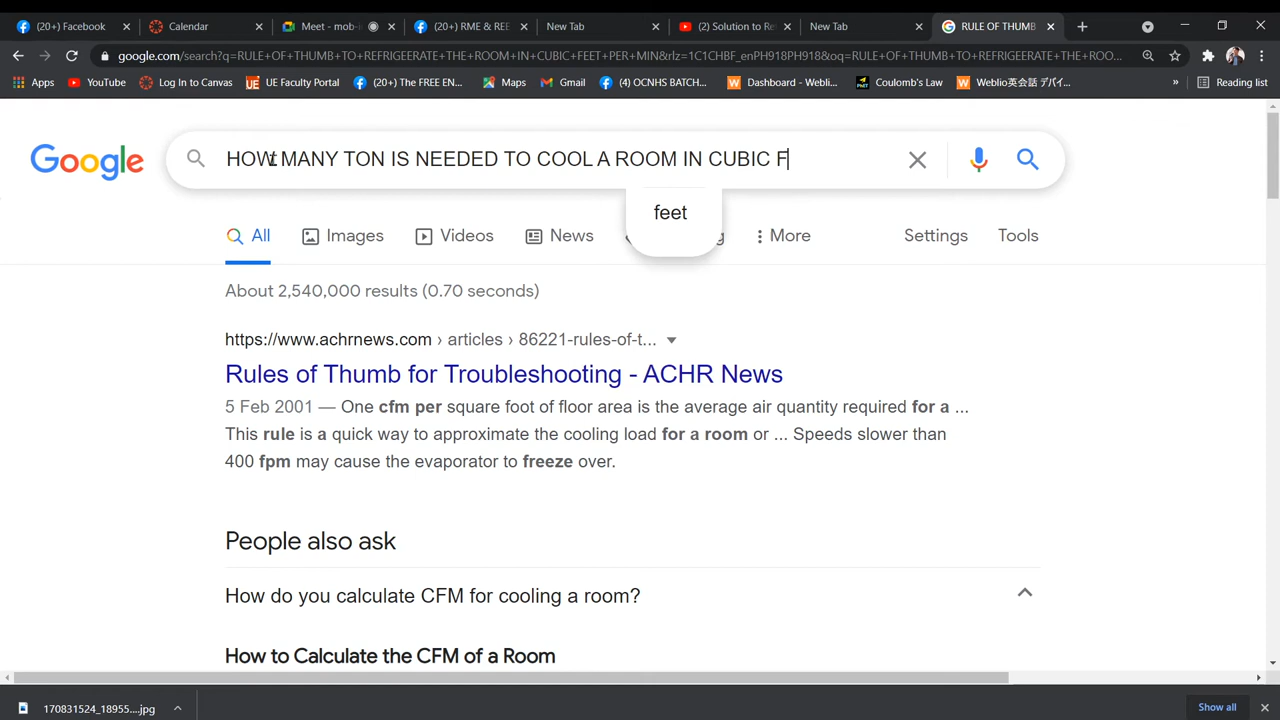 (20+) Facebook
Calendar
Meet - mob-i
(20+) RME & REE
New Tab
(2) Solution to Re
New Tab
RULE OF THUMB
google.com/search?q=RULE+OF+THUMB+TO+REFRIGEERATE+THE+ROOM+IN+CUBIC+FEET+PER+MIN&rlz=1C1CHBF_enPH918PH918&oq=RULE+OF+THUMB+TO+REFRIGEERATE+THE+ROO...
Apps
YouTube
Log In to Canvas
UE Faculty Portal
(20+) The FREE EN...
Maps
Gmail
(4) OCNHS BATCH...
Dashboard - Weblio...
Coulomb's Law
Weblio英会話 デバイ...
»
Reading list
Google
HOW MANY TON IS NEEDED TO COOL A ROOM IN CUBIC F
feet
All
Images
Videos
News
g
More
Settings
Tools
About 2,540,000 results (0.70 seconds)
https://www.achrnews.com › articles › 86221-rules-of-t...
Rules of Thumb for Troubleshooting - ACHR News
5 Feb 2001 — One cfm per square foot of floor area is the average air quantity required for a ...
This rule is a quick way to approximate the cooling load for a room or ... Speeds slower than
400 fpm may cause the evaporator to freeze over.
People also ask
How do you calculate CFM for cooling a room?
How to Calculate the CFM of a Room
170831524_18955....jpg
Show all